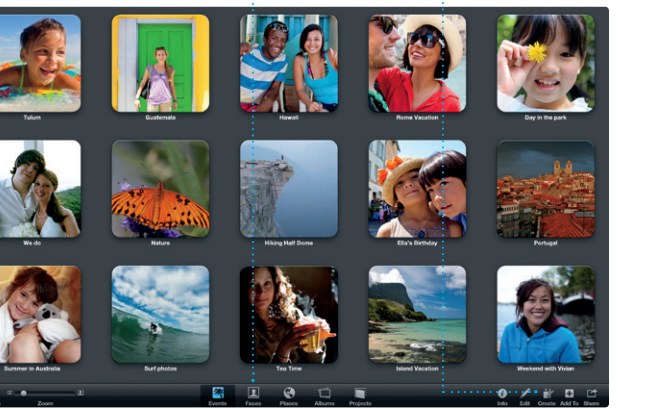 Tulum
Guatemala
Hawaii
Rome Vacation
Day in the park
We do
Nature
Hiking Half Dome
Ella's Birthday
Portugal
Summer in Australia
Surf photos
Tea Time
Island Vacation
Weekend with Vivian
Zoom
Events
Faces
Places
Albums
Projects
Info
Edit
Create
Add To
Share